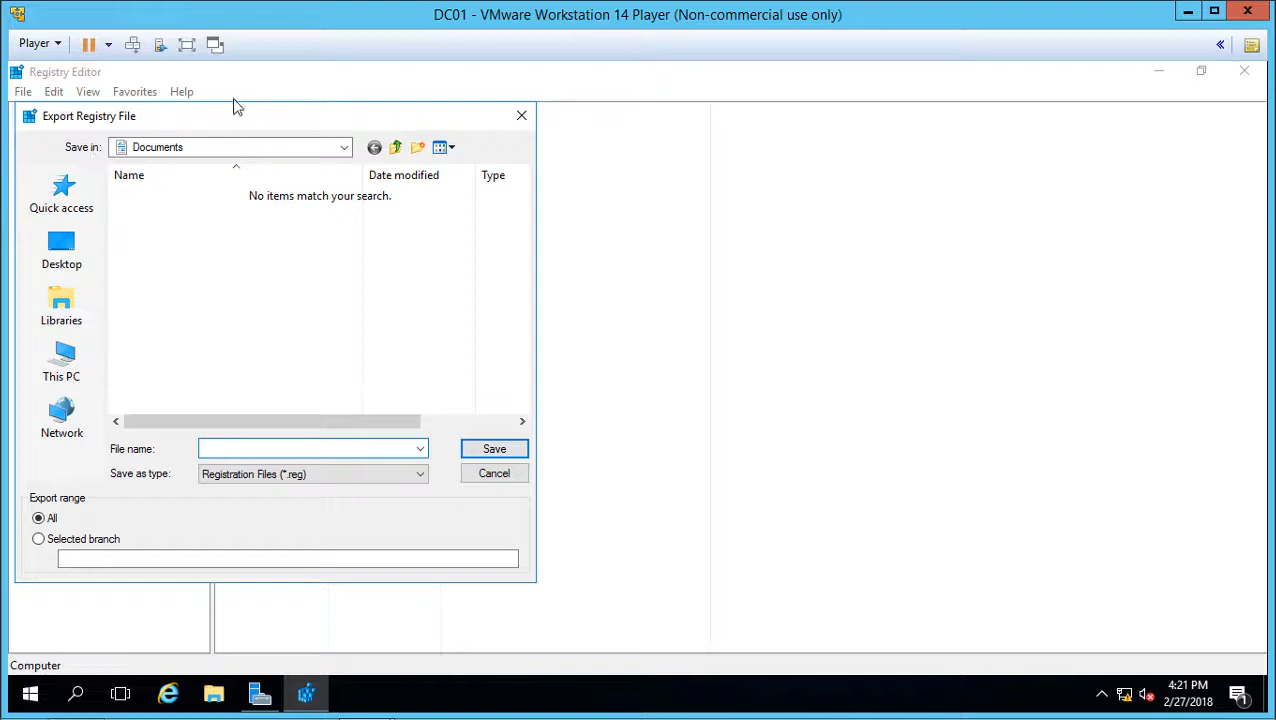 DC01 - VMware Workstation 14 Player (Non-commercial use only)
Player
Registry Editor
File Edit View Favorites Help
Export Registry File
Save in: Documents
Name Date modified Type
No items match your search.
Quick access
Desktop
Libraries
This PC
Network
File name: Save
Save as type: Registration Files (*.reg) Cancel
Export range
All
Selected branch
Computer
4:21 PM
2/27/2018
1